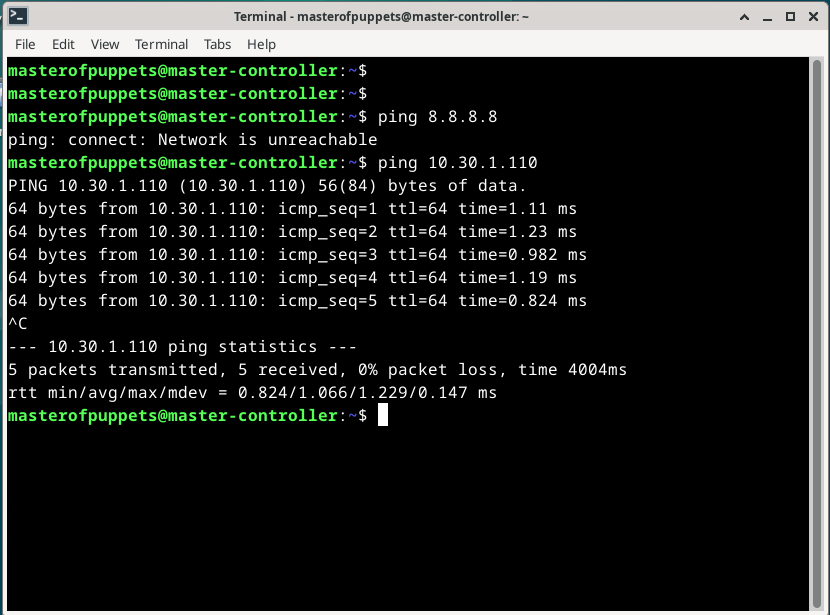 Terminal - masterofpuppets@master-controller: ~
File Edit View Terminal Tabs Help
masterofpuppets@master-controller:~$
masterofpuppets@master-controller:~$
masterofpuppets@master-controller:~$ ping 8.8.8.8
ping: connect: Network is unreachable
masterofpuppets@master-controller:~$ ping 10.30.1.110
PING 10.30.1.110 (10.30.1.110) 56(84) bytes of data.
64 bytes from 10.30.1.110: icmp_seq=1 ttl=64 time=1.11 ms
64 bytes from 10.30.1.110: icmp_seq=2 ttl=64 time=1.23 ms
64 bytes from 10.30.1.110: icmp_seq=3 ttl=64 time=0.982 ms
64 bytes from 10.30.1.110: icmp_seq=4 ttl=64 time=1.19 ms
64 bytes from 10.30.1.110: icmp_seq=5 ttl=64 time=0.824 ms
^C
--- 10.30.1.110 ping statistics ---
5 packets transmitted, 5 received, 0% packet loss, time 4004ms
rtt min/avg/max/mdev = 0.824/1.066/1.229/0.147 ms
masterofpuppets@master-controller:~$